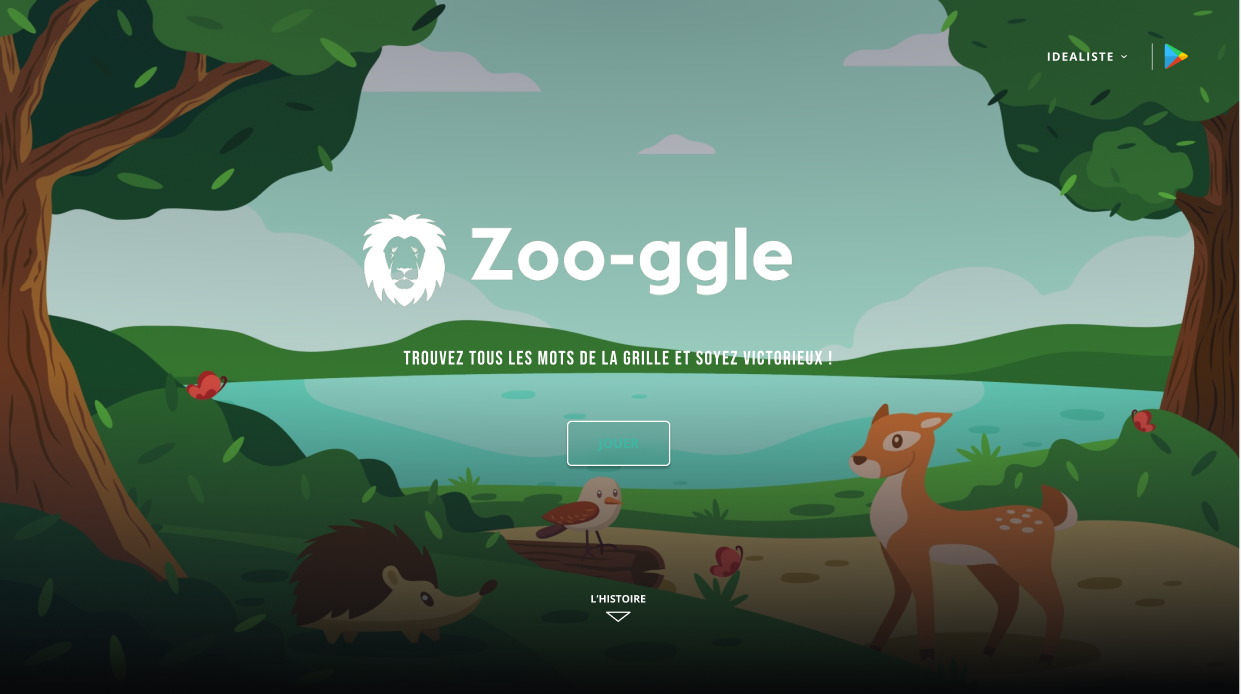 IDEALISTE
Zoo-ggle
TROUVEZ TOUS LES MOTS DE LA GRILLE ET SOYEZ VICTORIEUX !
JOUER
L'HISTOIRE